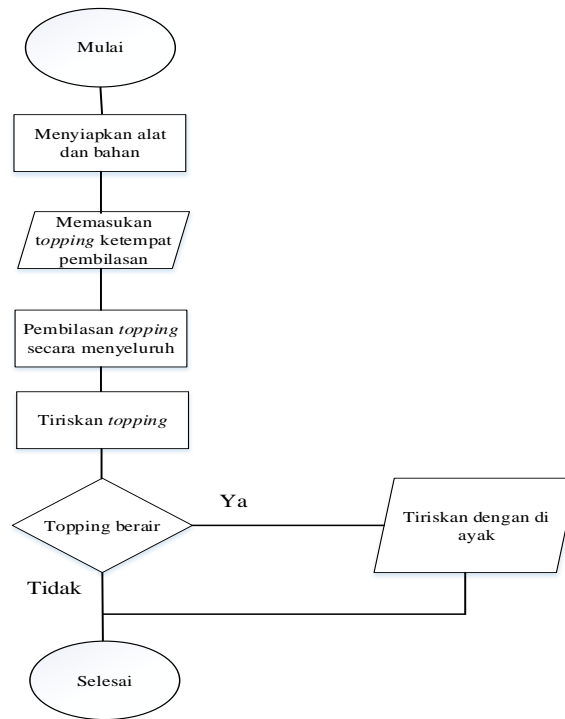 Mulai
Menyiapkan alat
dan bahan
Memasukan
topping ketempat
pembilasan
Pembilasan topping
secara menyeluruh
Tiriskan topping
Topping berair
Ya
Tiriskan dengan di
ayak
Tidak
Selesai